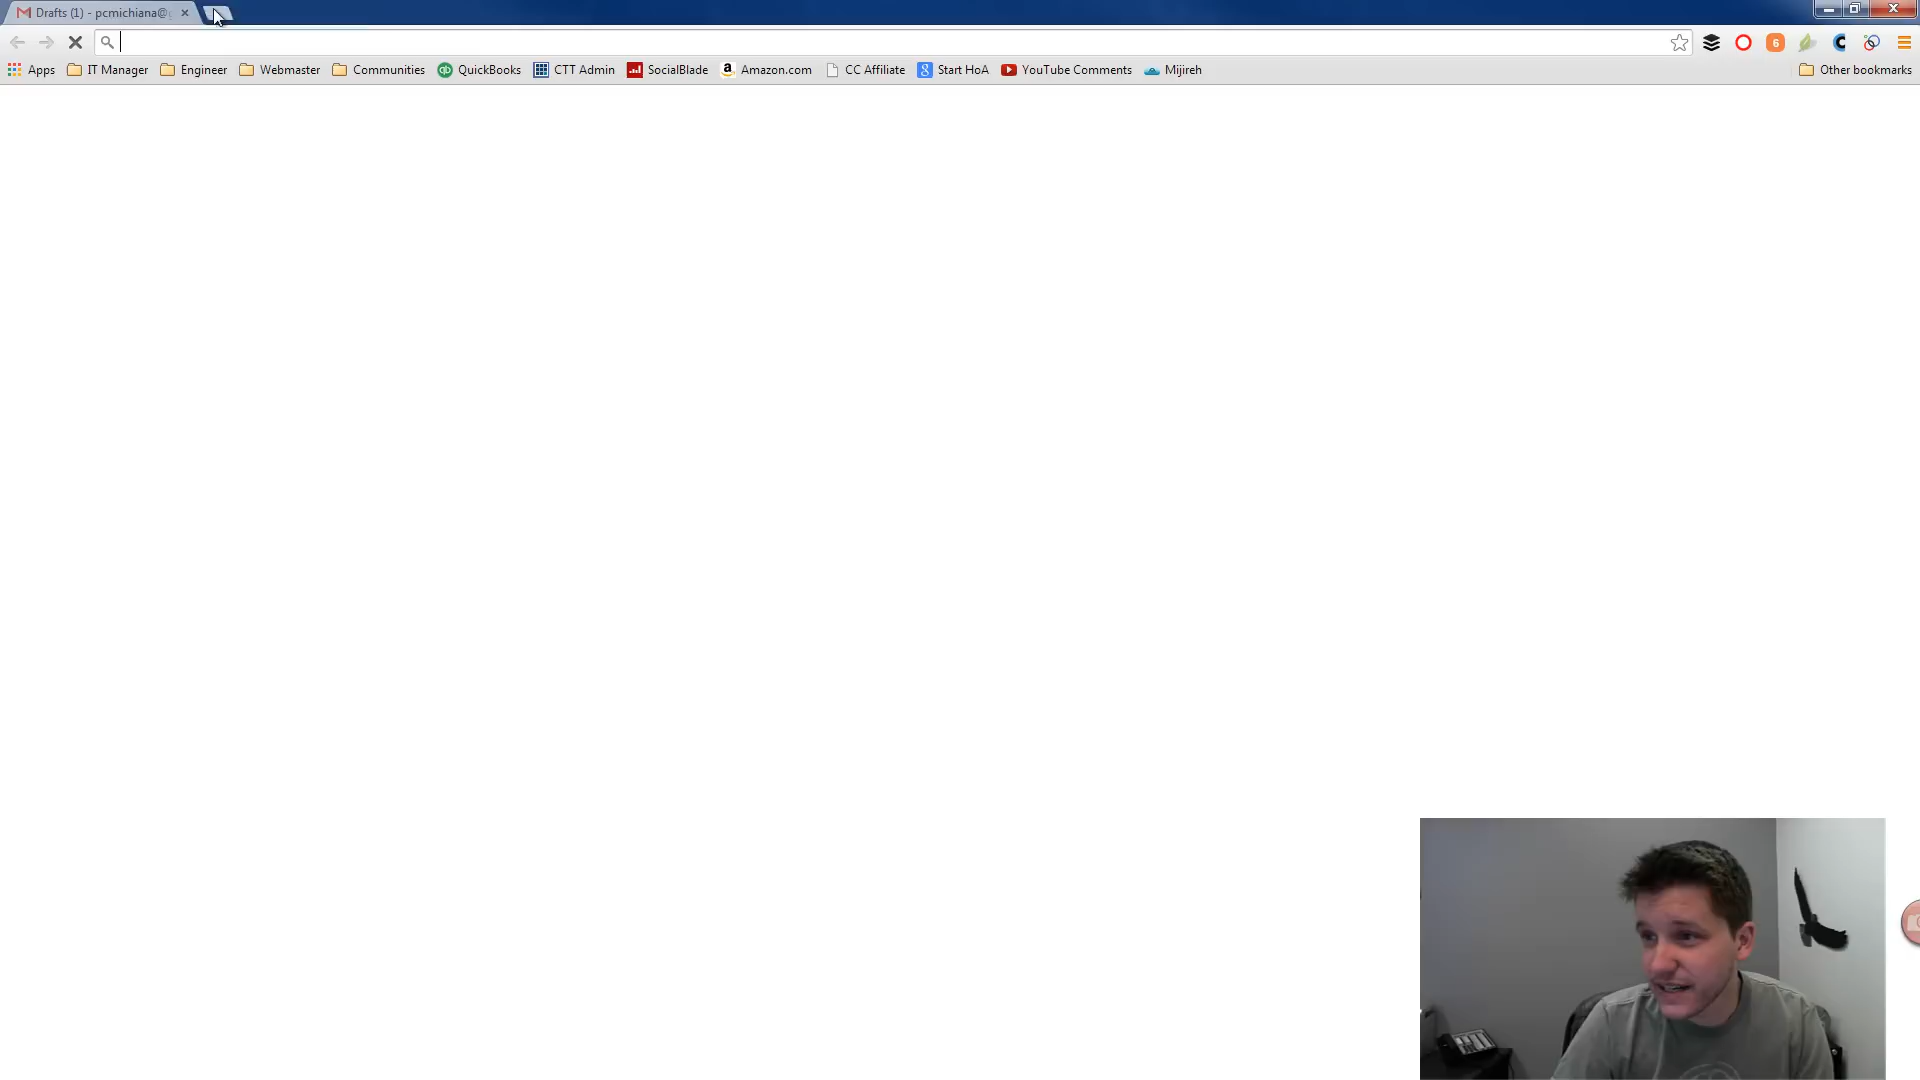 Drafts (1) - pcmichiana@g
Apps IT Manager Engineer Webmaster Communities QuickBooks CTT Admin SocialBlade Amazon.com CC Affiliate Start HoA YouTube Comments Mijireh Other bookmarks
6